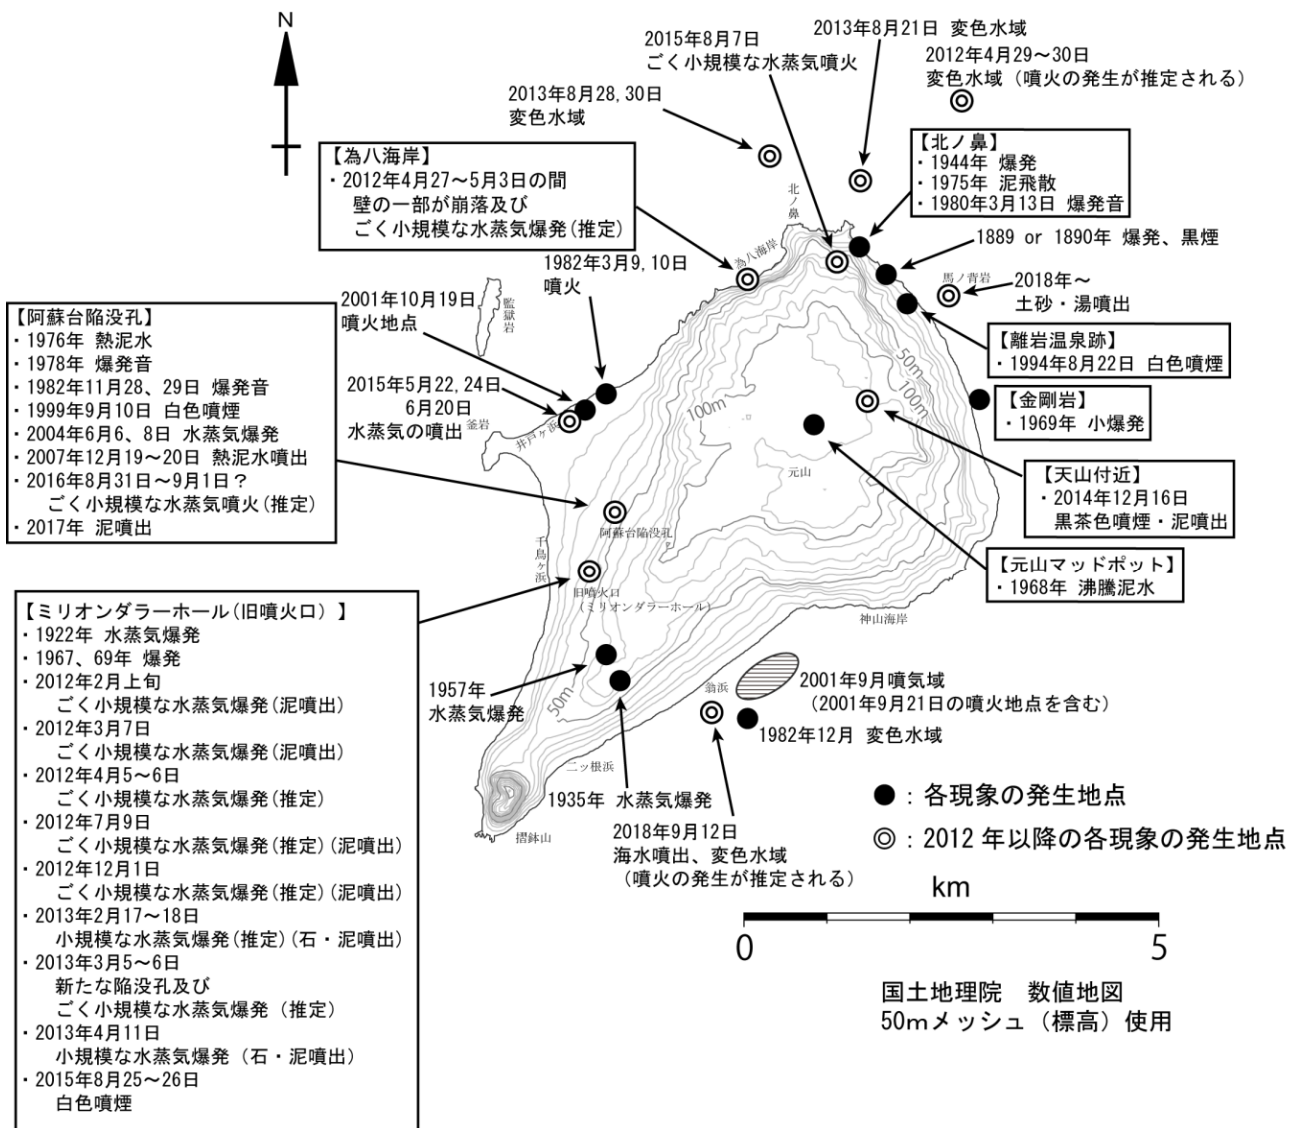 N
2013年8月21日 変色水域
2015年8月7日
ごく小規模な水蒸気噴火
2012年4月29～30日
変色水域（噴火の発生が推定される）
2013年8月28,30日
変色水域
【為八海岸】
・2012年4月27～5月3日の間
壁の一部が崩落及び
ごく小規模な水蒸気爆発(推定)
【北ノ鼻】
・1944年 爆発
・1975年 泥飛散
・1980年3月13日 爆発音
北ノ鼻
為八海岸
1889 or 1890年 爆発、黒煙
馬ノ背岩
2018年～
土砂・湯噴出
1982年3月9,10日
噴火
2001年10月19日
噴火地点
監獄岩
【離岩温泉跡】
・1994年8月22日 白色噴煙
【阿蘇台陥没孔】
・1976年 熱泥水
・1978年 爆発音
・1982年11月28、29日 爆発音
・1999年9月10日 白色噴煙
・2004年6月6、8日 水蒸気爆発
・2007年12月19～20日 熱泥水噴出
・2016年8月31日～9月1日？
ごく小規模な水蒸気噴火(推定)
・2017年 泥噴出
2015年5月22,24日
6月20日
水蒸気の噴出
釜岩
井戸ヶ浜
50m
100m
100m
【金剛岩】
・1969年 小爆発
元山
【天山付近】
・2014年12月16日
黒茶色噴煙・泥噴出
阿蘇台陥没孔
千鳥ヶ浜
【元山マッドポット】
・1968年 沸騰泥水
旧噴火口
（ミリオンダラーホール）
神山海岸
【ミリオンダラーホール(旧噴火口）】
・1922年 水蒸気爆発
・1967、69年 爆発
・2012年2月上旬
ごく小規模な水蒸気爆発(泥噴出)
・2012年3月7日
ごく小規模な水蒸気爆発(泥噴出)
・2012年4月5～6日
ごく小規模な水蒸気爆発(推定)
・2012年7月9日
ごく小規模な水蒸気爆発(推定)(泥噴出)
・2012年12月1日
ごく小規模な水蒸気爆発(推定)(泥噴出)
・2013年2月17～18日
小規模な水蒸気爆発(推定)(石・泥噴出)
・2013年3月5～6日
新たな陥没孔及び
ごく小規模な水蒸気爆発（推定）
・2013年4月11日
小規模な水蒸気爆発（石・泥噴出）
・2015年8月25～26日
白色噴煙
1957年
水蒸気爆発
50m
翁浜
2001年9月噴気域
(2001年9月21日の噴火地点を含む)
1982年12月 変色水域
二ッ根浜
1935年 水蒸気爆発
摺鉢山
2018年9月12日
海水噴出、変色水域
（噴火の発生が推定される）
●：各現象の発生地点
◎：2012年以降の各現象の発生地点
km
0
5
国土地理院　数値地図
50mメッシュ（標高）使用